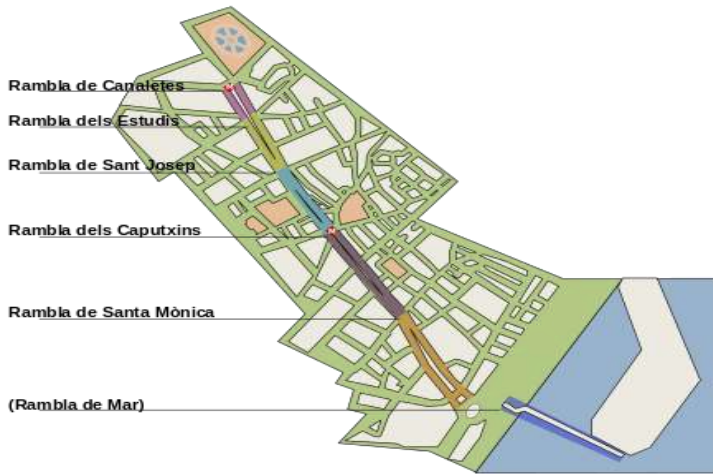 Rambla de Canaletes
Rambla dels Estudis
Rambla de Sant Josep
Rambla dels Caputxins
Rambla de Santa Mònica
(Rambla de Mar)